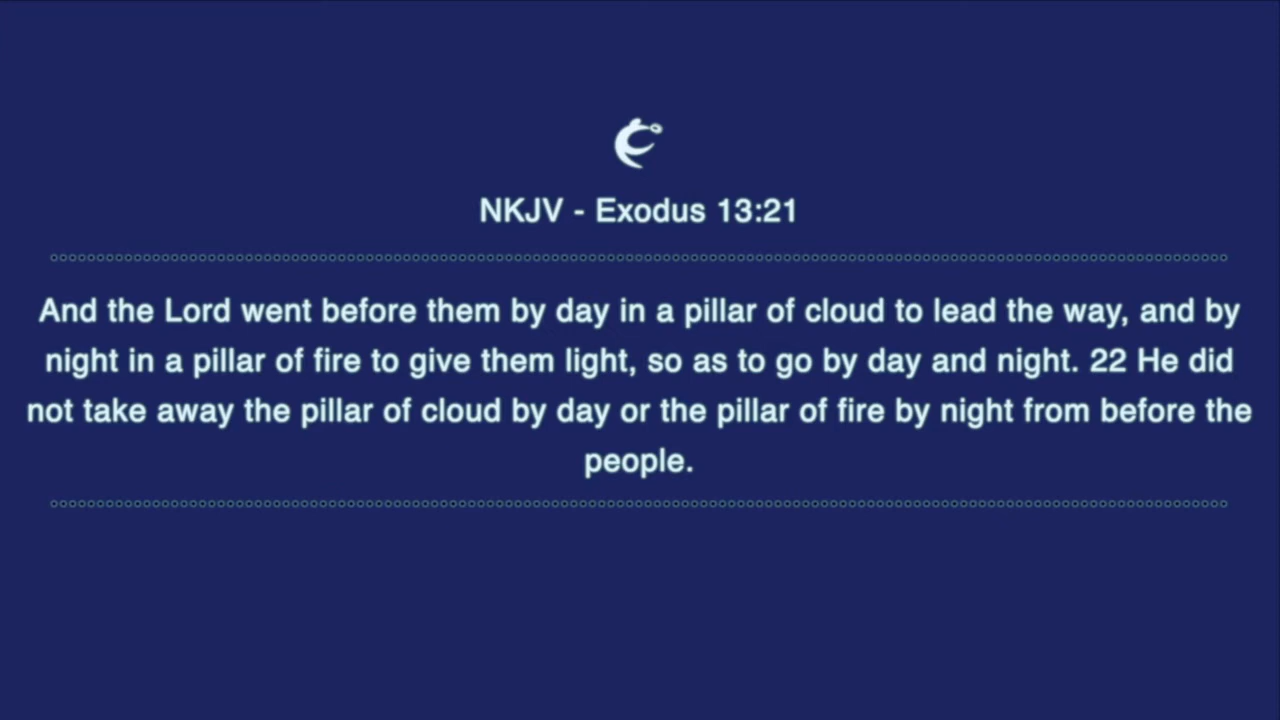 NKJV - Exodus 13:21
And the Lord went before them by day in a pillar of cloud to lead the way, and by
night in a pillar of fire to give them light, so as to go by day and night. 22 He did
not take away the pillar of cloud by day or the pillar of fire by night from before the
people.